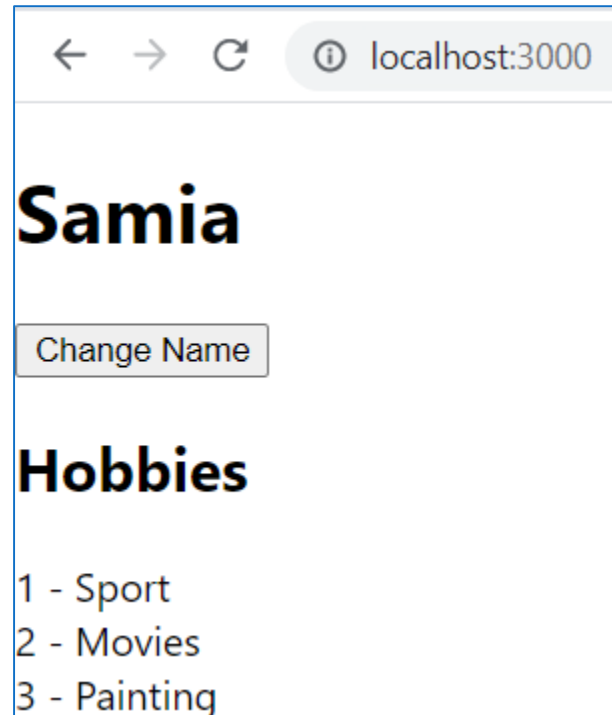 localhost:3000
Samia
Change Name
Hobbies
1 - Sport
2 - Movies
3 - Painting